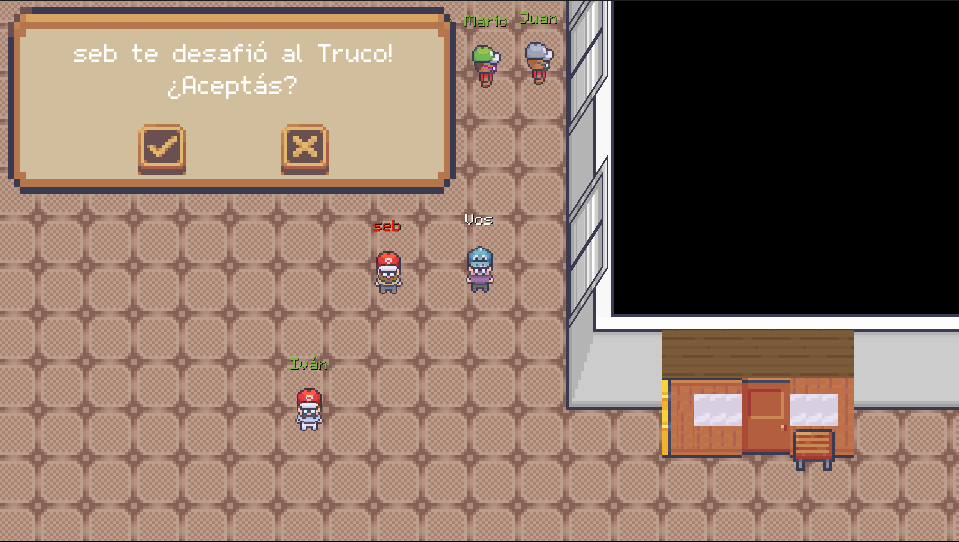 seb te desafió al Truco!
¿Aceptás?
Mario
Juan
seb
Vos
Iván